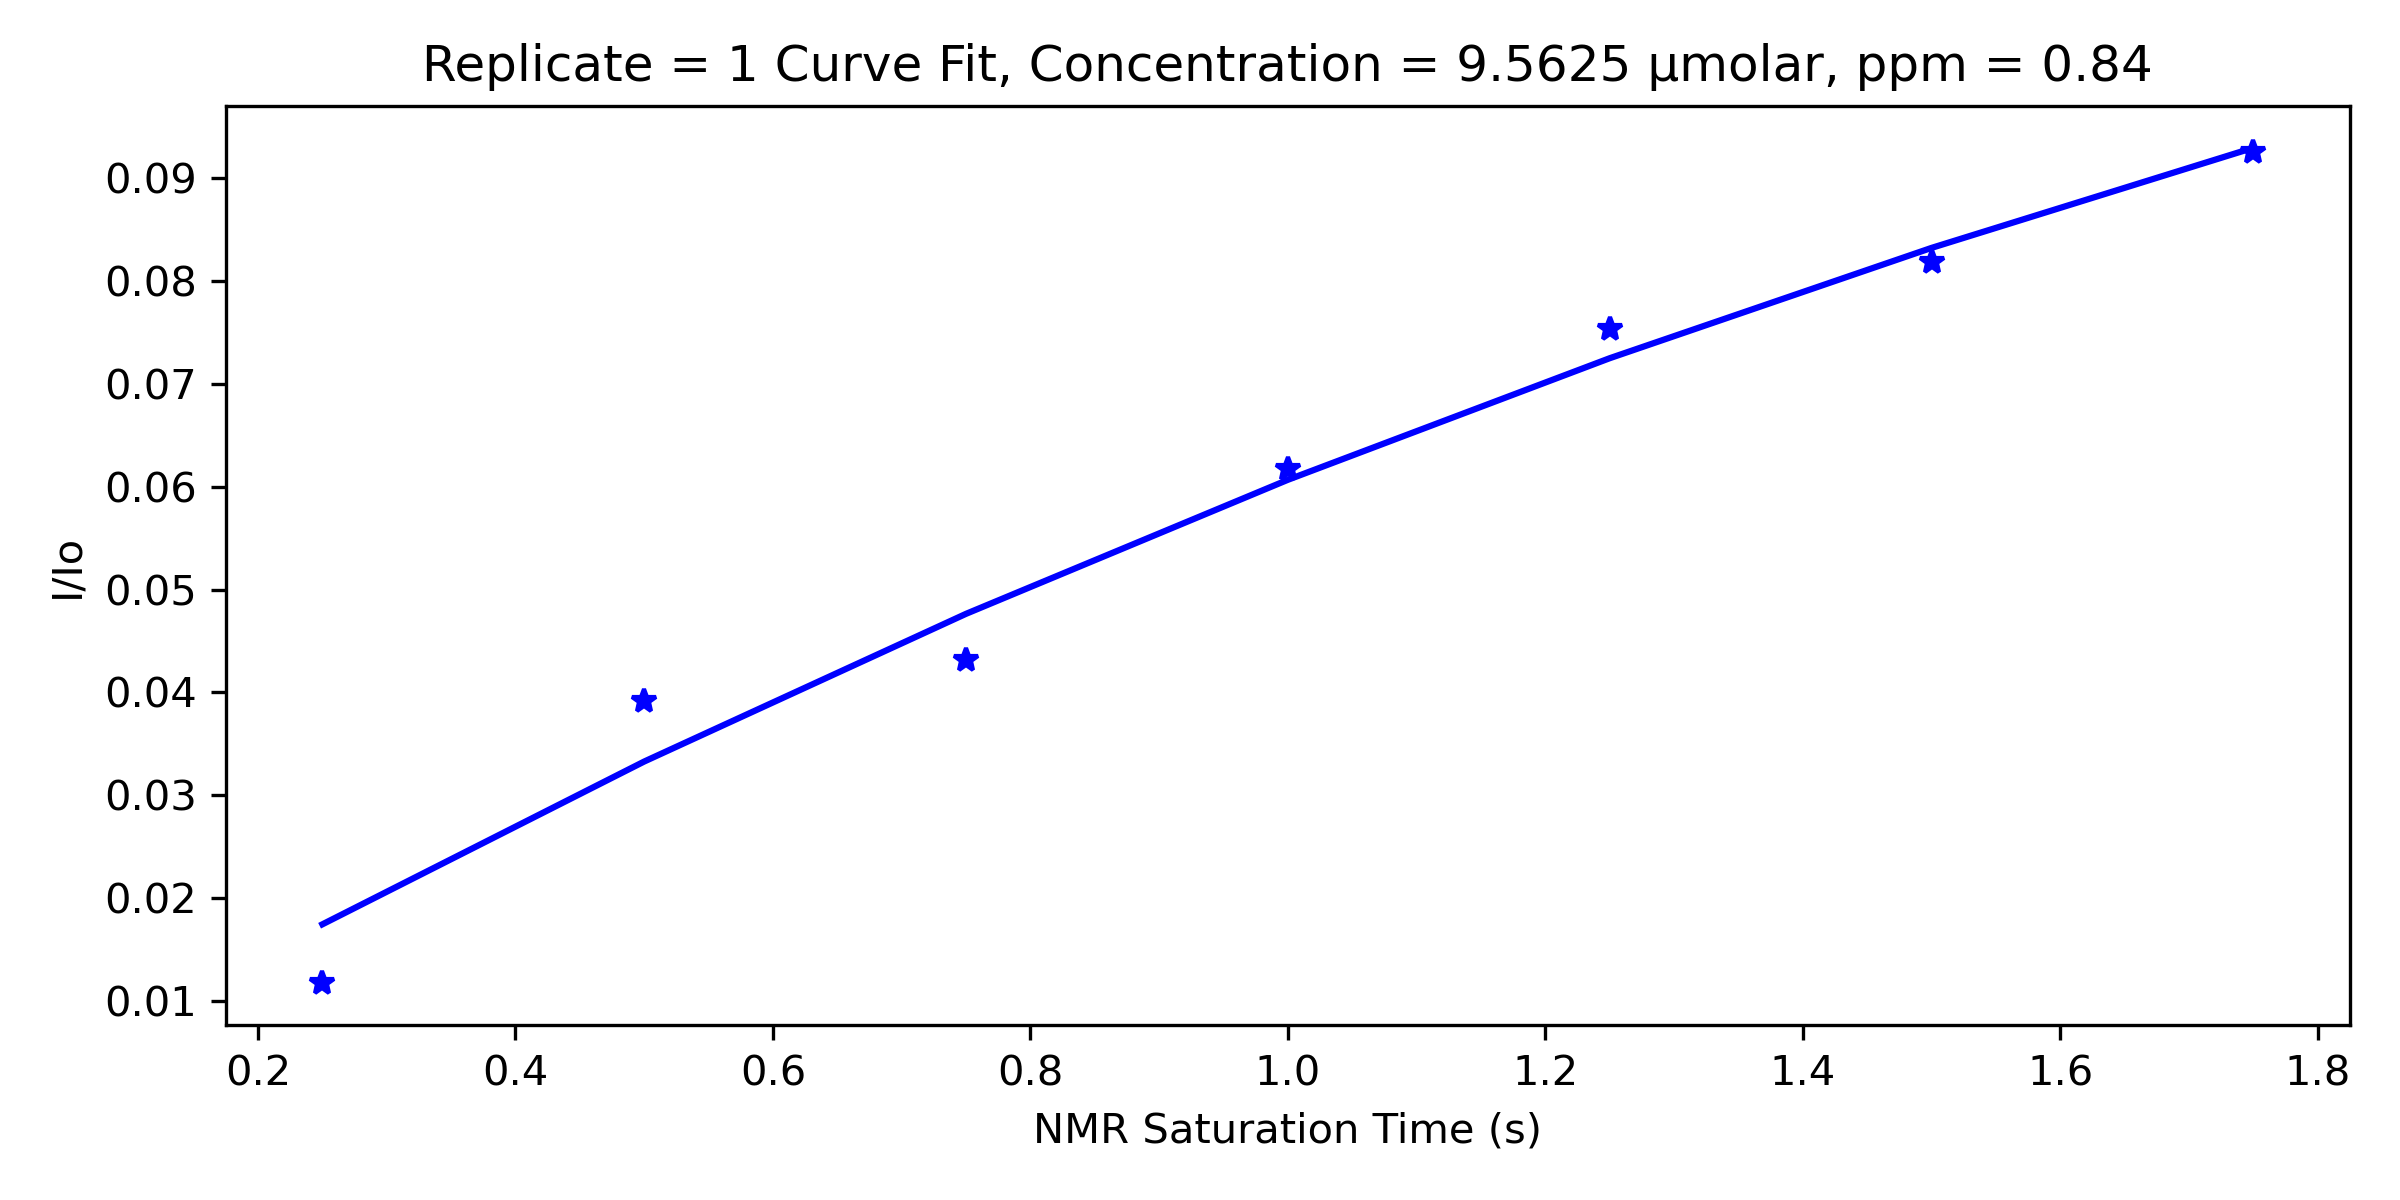 Replicate = 1 Curve Fit, Concentration = 9.5625 µmolar, ppm = 0.84
I/Io
0.09
0.08
0.07
0.06
0.05
0.04
0.03
0.02
0.01
0.2 0.4 0.6 0.8 1.0 1.2 1.4 1.6 1.8
NMR Saturation Time (s)